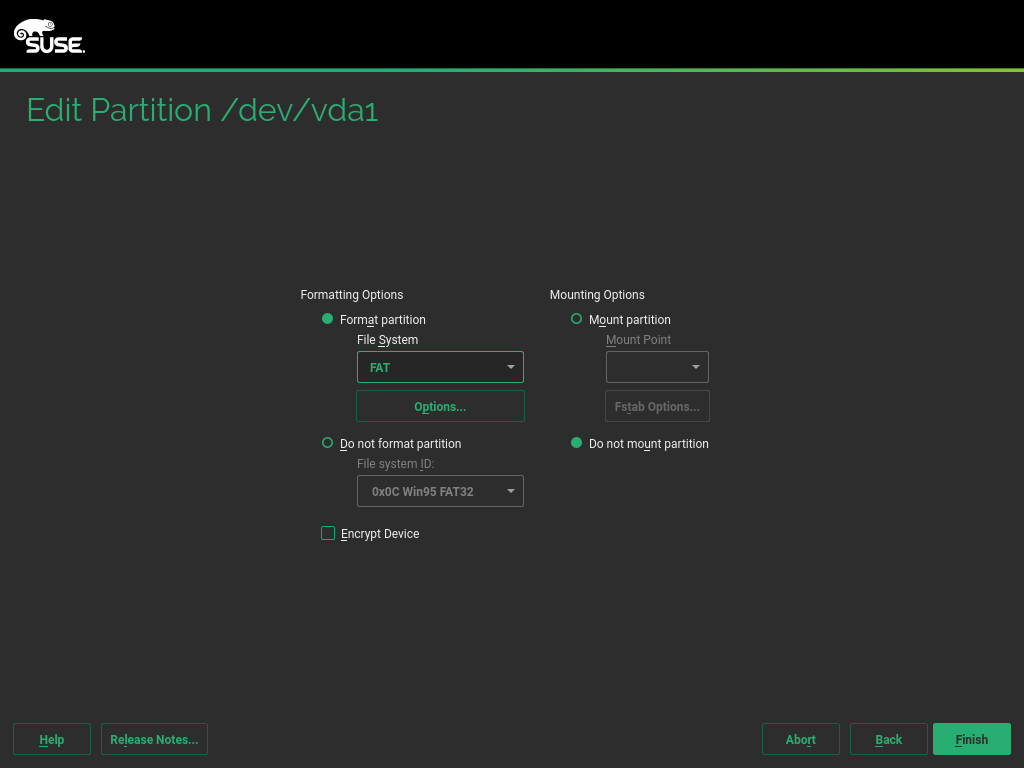 SUSE.
Edit Partition /dev/vda1
Formatting Options
Format partition
File System
FAT
Options...
Do not format partition
File system ID:
0x0C Win95 FAT32
Encrypt Device
Mounting Options
Mount partition
Mount Point
Fstab Options...
Do not mount partition
Help
Release Notes...
Abort
Back
Finish